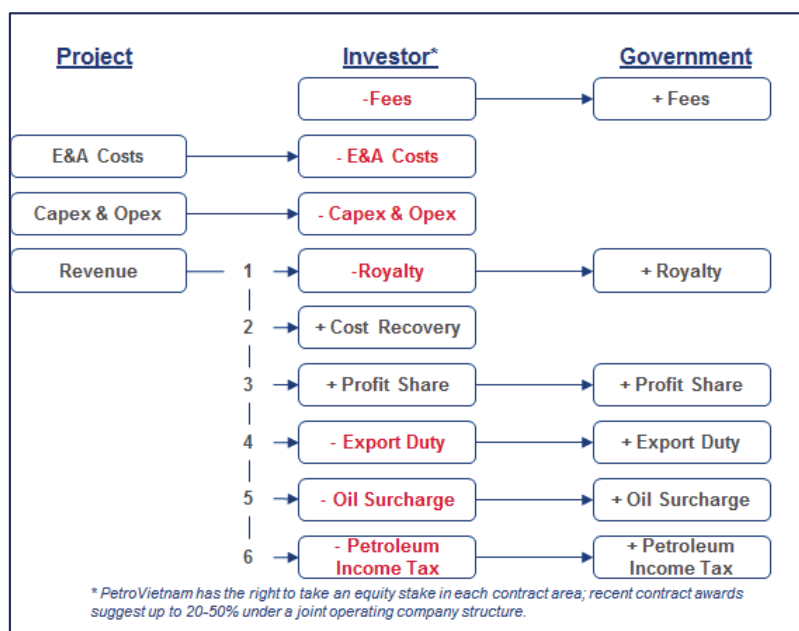 Project Investor* Government
-Fees + Fees
E&A Costs - E&A Costs
Capex & Opex - Capex & Opex
Revenue 1 -Royalty + Royalty
2 + Cost Recovery
3 + Profit Share + Profit Share
4 - Export Duty + Export Duty
5 - Oil Surcharge + Oil Surcharge
6 - Petroleum Income Tax + Petroleum Income Tax
* PetroVietnam has the right to take an equity stake in each contract area; recent contract awards
suggest up to 20-50% under a joint operating company structure.